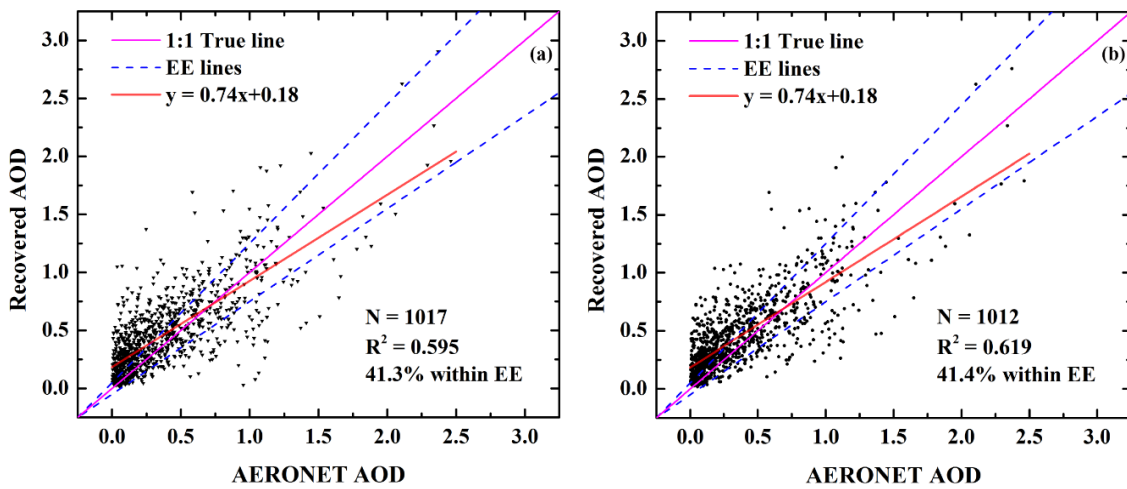 3.0
2.5
2.0
1.5
1.0
0.5
0.0
Recovered AOD
1:1 True line
EE lines
y = 0.74x+0.18
(a)
N = 1017
R² = 0.595
41.3% within EE
0.0 0.5 1.0 1.5 2.0 2.5 3.0
AERONET AOD
3.0
2.5
2.0
1.5
1.0
0.5
0.0
Recovered AOD
1:1 True line
EE lines
y = 0.74x+0.18
(b)
N = 1012
R² = 0.619
41.4% within EE
0.0 0.5 1.0 1.5 2.0 2.5 3.0
AERONET AOD